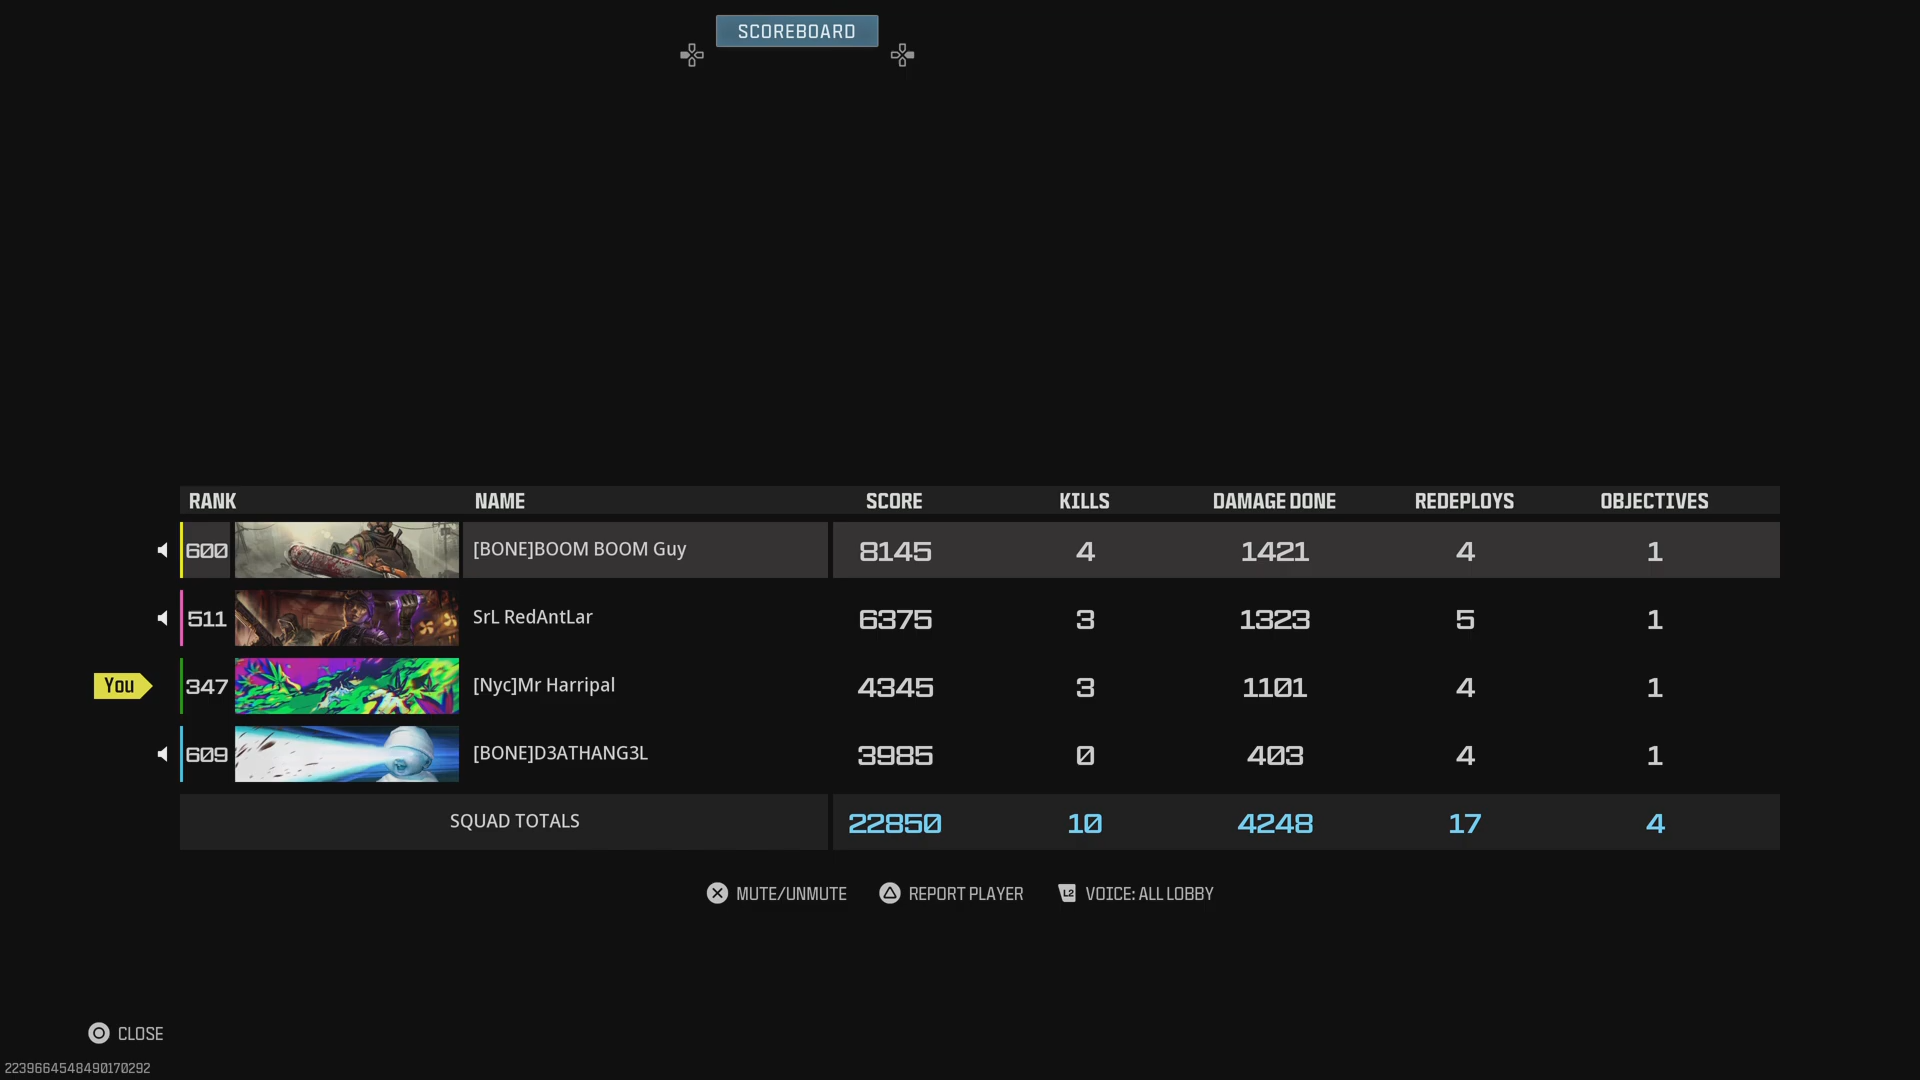 SCOREBOARD
RANK NAME SCORE KILLS DAMAGE DONE REDEPLOYS OBJECTIVES
600 [BONE]BOOM BOOM Guy 8145 4 1421 4 1
511 SrL RedAntLar 6375 3 1323 5 1
You 347 [Nyc]Mr Harripal 4345 3 1101 4 1
609 [BONE]D3ATHANG3L 3985 0 403 4 1
SQUAD TOTALS 22850 10 4248 17 4
MUTE/UNMUTE REPORT PLAYER L2 VOICE: ALL LOBBY
CLOSE
2239664548490170292